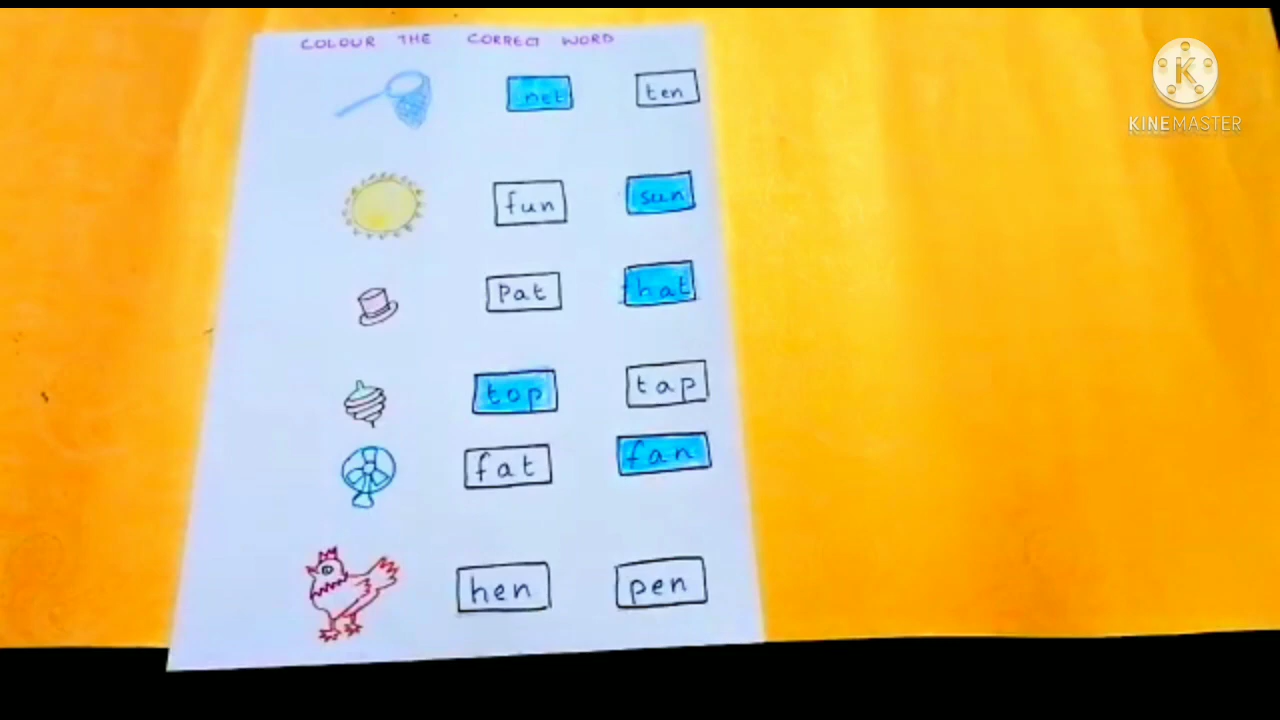 COLOUR THE CORRECT WORD
net ten
fun sun
Pat hat
top tap
fat fan
hen pen
K
KINEMASTER